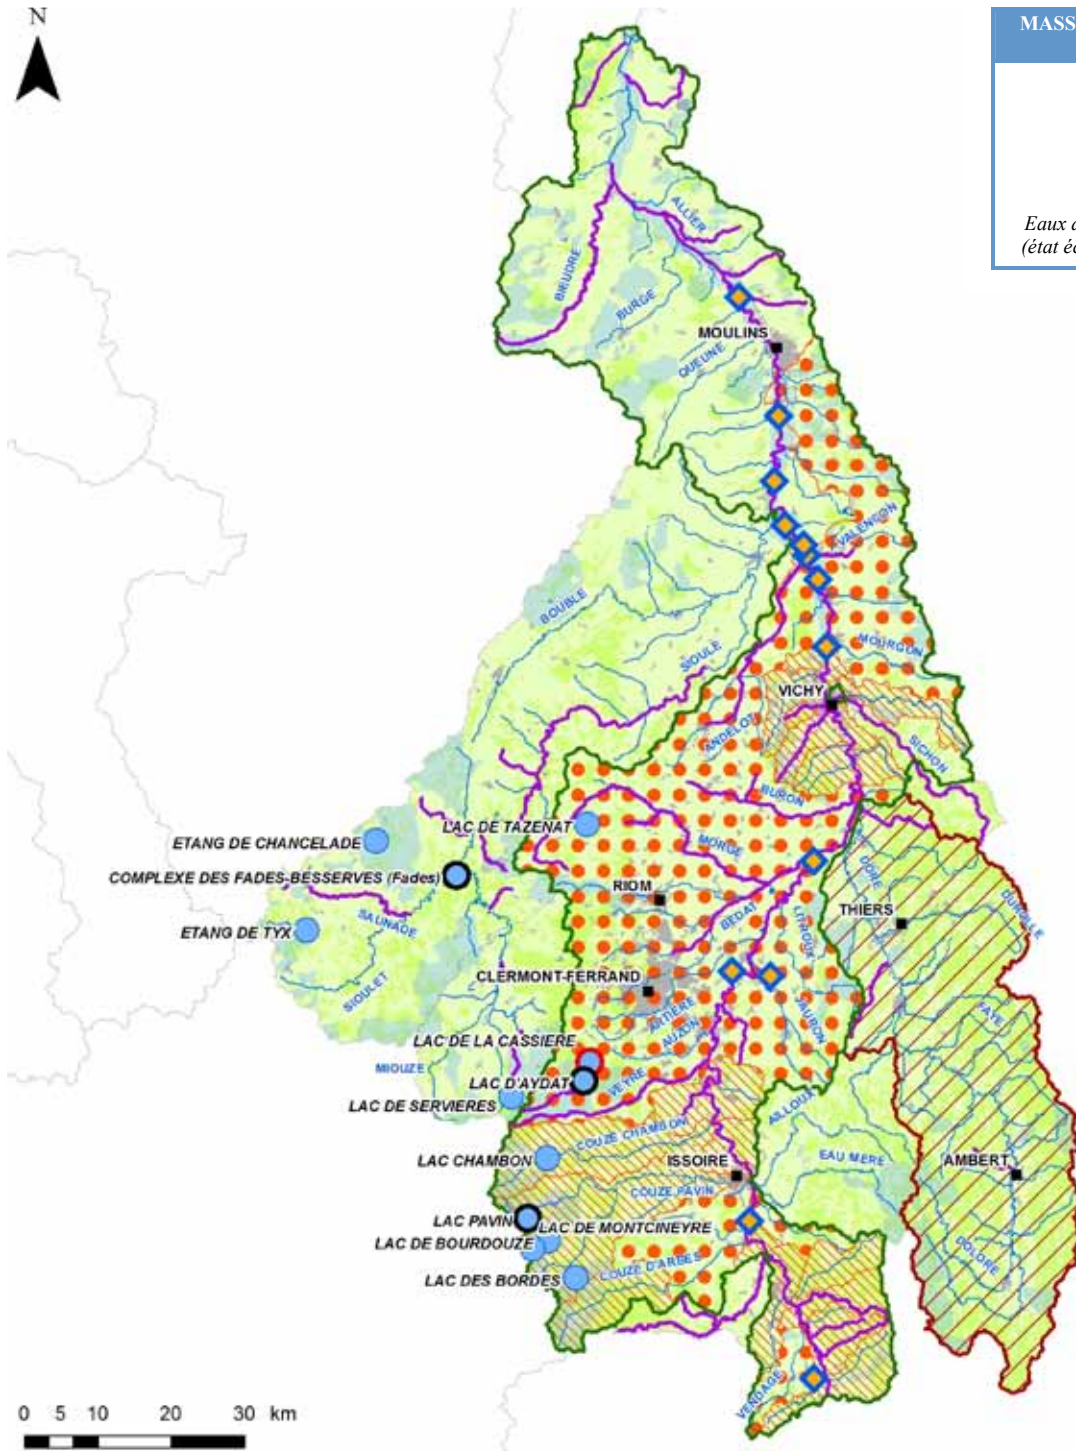 N
MASS
Eaux
(état
ALLIER
BIEUDRE
BURGE
MOULINS
QUEUNE
VALENÇON
BOUBLE
MOURGON
SIOULE
VICHY
ANDELOT
SICHON
BURON
LAC DE TAZENAT
ETANG DE CHANCELADE
MORGE
DORE
COMPLEXE DES FADES-BESSERVES (Fades)
RIOM
THIERS
DUROLLE
BEDAT
LITROUX
SAUNADE
ETANG DE TYX
SIOULET
CLERMONT-FERRAND
ARTIERE
AUZON
JAURON
FAYE
LAC DE LA CASSIERE
MIOUZE
LAC D'AYDAT
VEYRE
LAC DE SERVIERES
AILLOUX
COUZE CHAMBON
EAU MERE
LAC CHAMBON
ISSOIRE
AMBERT
COUZE PAVIN
LAC PAVIN
LAC DE MONTCINEYRE
LAC DE BOURDOUZE
DOLORE
COUZE D'ARDES
LAC DES BORDES
VENDAGE
0 5 10 20 30 km